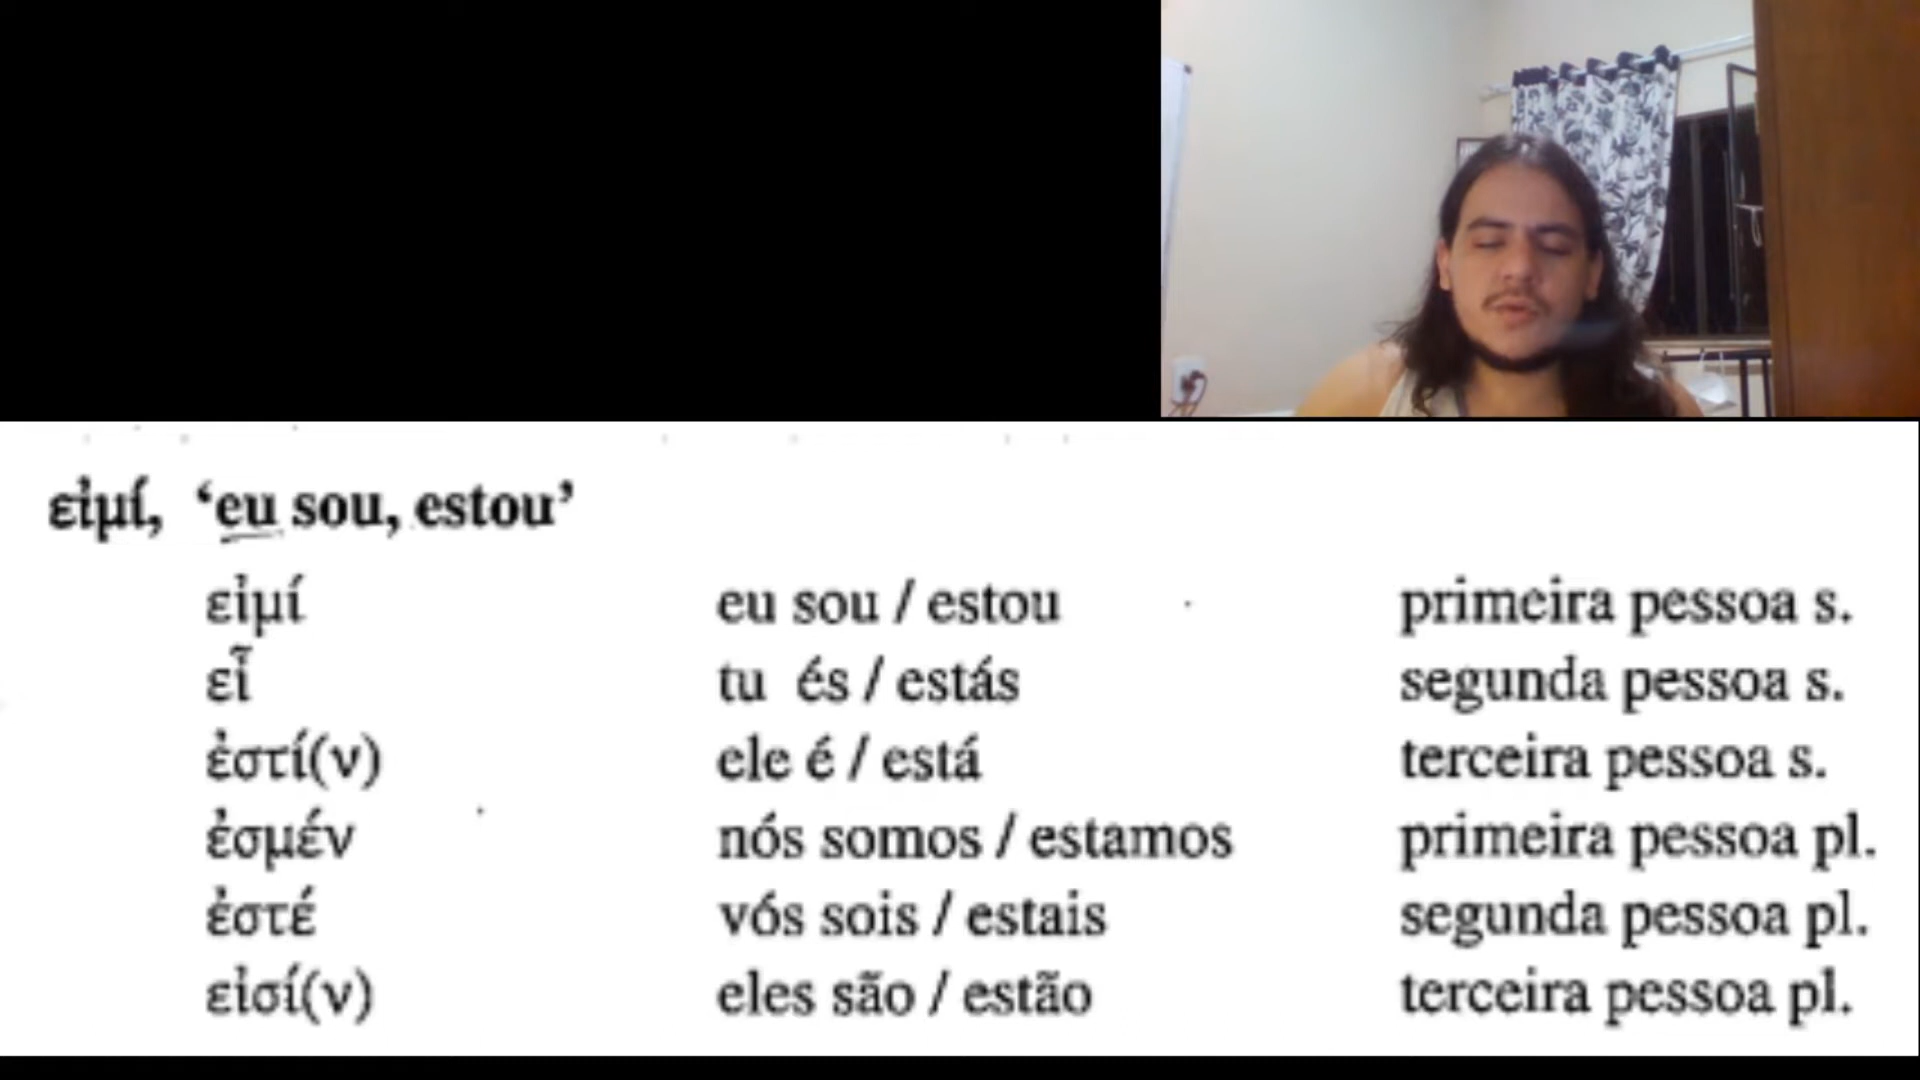 εἰμί, ‘eu sou, estou’
εἰμί eu sou / estou primeira pessoa s.
εἶ tu és / estás segunda pessoa s.
ἐστί(ν) ele é / está terceira pessoa s.
ἐσμέν nós somos / estamos primeira pessoa pl.
ἐστέ vós sois / estais segunda pessoa pl.
εἰσί(ν) eles são / estão terceira pessoa pl.